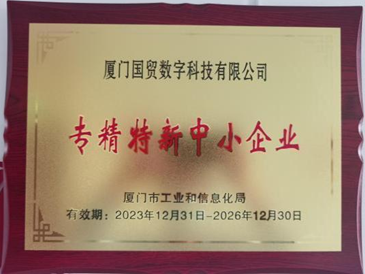 厦门国贸数字科技有限公司
专精特新中小企业
厦门市工业和信息化局
有效期：2023年12月31日-2026年12月30日